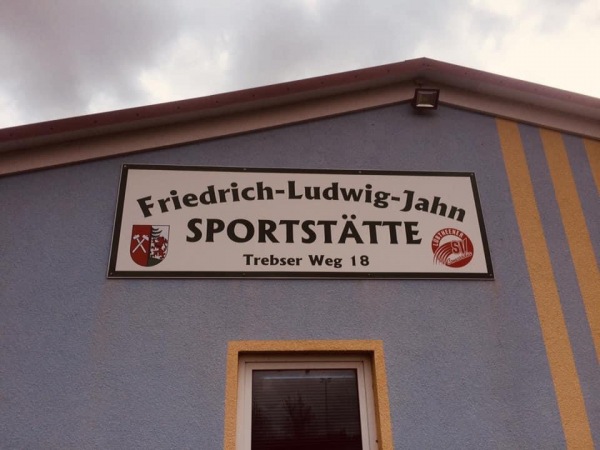 Friedrich-Ludwig-Jahn
SPORTSTÄTTE
Trebser Weg 18